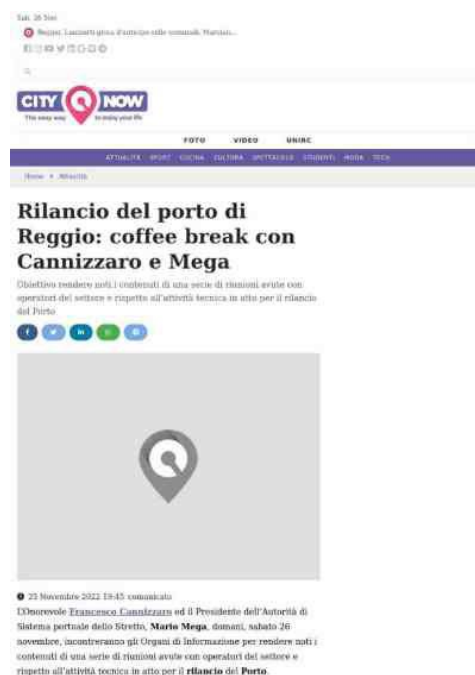 Sab, 26 Nov
Reggio, Lanzarti gioca d'anticipo sulle comunali.
CITY NOW
The easy way to enjoy your life
FOTO VIDEO UNIRC
ATTUALITÀ SPORT CUCINA CULTURA SPETTACOLO STUDENTI MODA TECH
Home Attualità
Rilancio del porto di
Reggio: coffee break con
Cannizzaro e Mega
Obiettivo rendere noti i contenuti di una serie di riunioni avute con
operatori del settore e rispetto all'attività tecnica in atto per il rilancio
del Porto
25 Novembre 2022 19:45 comunicato
L'Onorevole Francesco Cannizzaro ed il Presidente dell'Autorità di
Sistema portuale dello Stretto, Mario Mega, domani, sabato 26
novembre, incontreranno gli Organi di Informazione per rendere noti i
contenuti di una serie di riunioni avute con operatori del settore e
rispetto all'attività tecnica in atto per il rilancio del Porto.